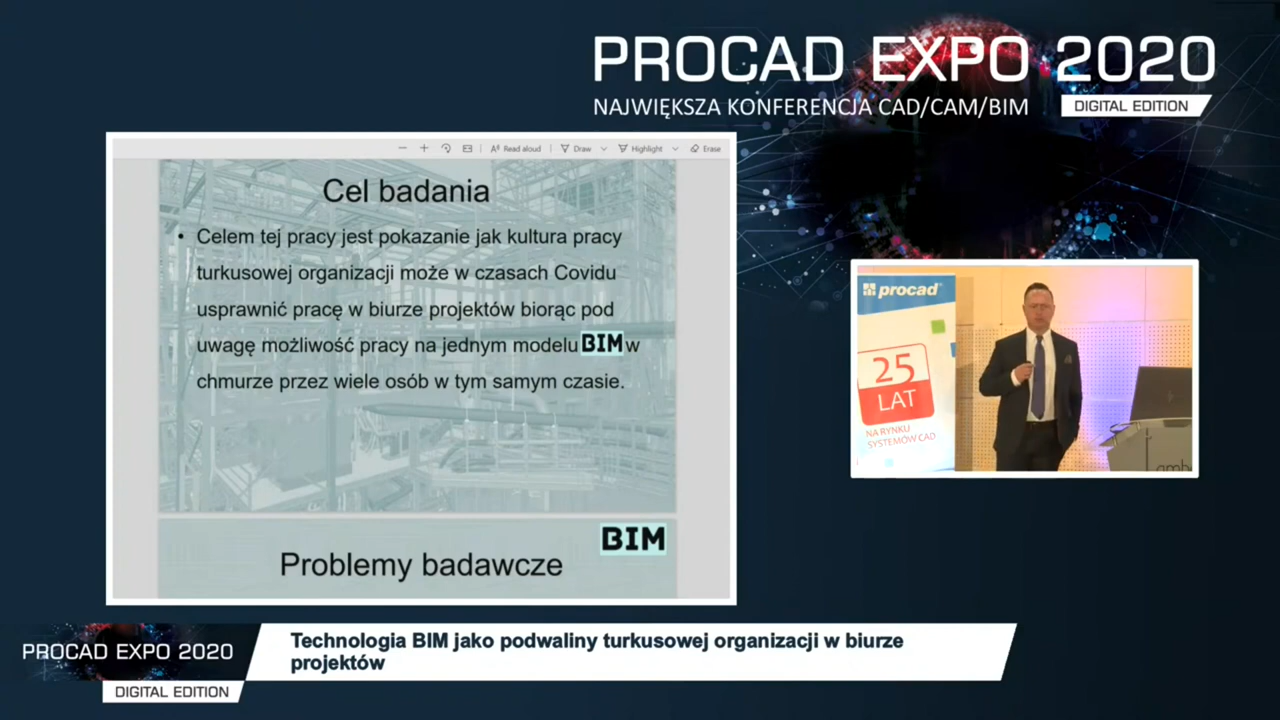 PROCAD EXPO 2020
NAJWIĘKSZA KONFERENCJA CAD/CAM/BIM
DIGITAL EDITION
Read aloud
Draw
Highlight
Erase
Cel badania
• Celem tej pracy jest pokazanie jak kultura pracy
turkusowej organizacji może w czasach Covidu
usprawnić pracę w biurze projektów biorąc pod
uwagę możliwość pracy na jednym modelu BIM w
chmurze przez wiele osób w tym samym czasie.
BIM
Problemy badawcze
procad
25
LAT
NA RYNKU
SYSTEMÓW CAD
PROCAD EXPO 2020
DIGITAL EDITION
Technologia BIM jako podwaliny turkusowej organizacji w biurze
projektów